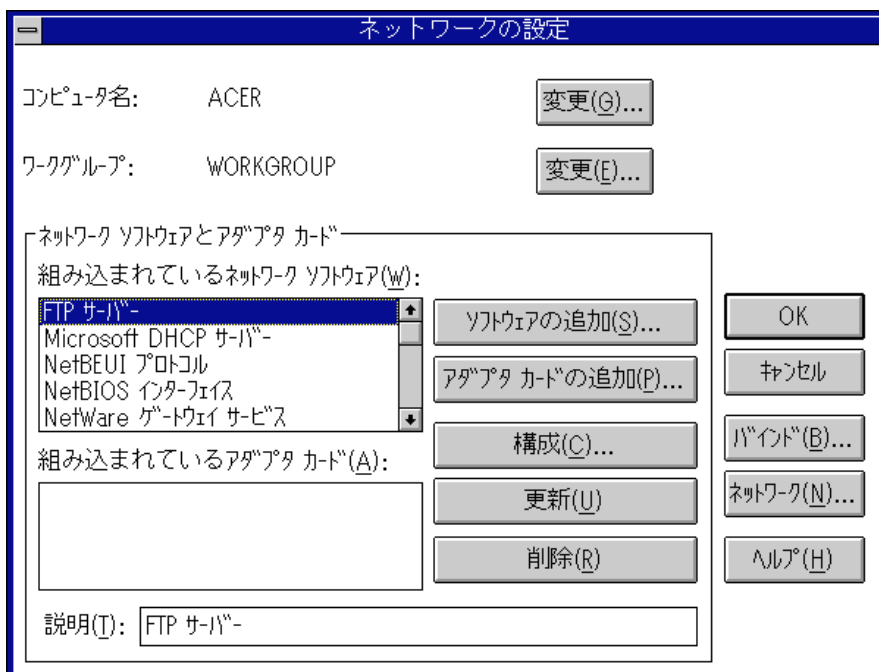 ネットワークの設定
ｺﾝﾋﾟｭｰﾀ名: ACER 変更(G)...
ﾜｰｸｸﾞﾙｰﾌﾟ: WORKGROUP 変更(E)...
ﾈｯﾄﾜｰｸ ｿﾌﾄｳｪｱとｱﾀﾞﾌﾟﾀ ｶｰﾄﾞ
組み込まれているﾈｯﾄﾜｰｸ ｿﾌﾄｳｪｱ(W):
FTP ｻｰﾊﾞｰ
Microsoft DHCP ｻｰﾊﾞｰ
NetBEUI ﾌﾟﾛﾄｺﾙ
NetBIOS ｲﾝﾀｰﾌｪｲｽ
NetWare ｹﾞｰﾄｳｪｲ ｻｰﾋﾞｽ
組み込まれているｱﾀﾞﾌﾟﾀ ｶｰﾄﾞ(A):
ｿﾌﾄｳｪｱの追加(S)...
ｱﾀﾞﾌﾟﾀ ｶｰﾄﾞの追加(P)...
構成(C)...
更新(U)
削除(R)
説明(T): FTP ｻｰﾊﾞｰ
OK
ｷｬﾝｾﾙ
ﾊﾞｲﾝﾄﾞ(B)...
ﾈｯﾄﾜｰｸ(N)...
ﾍﾙﾌﾟ(H)